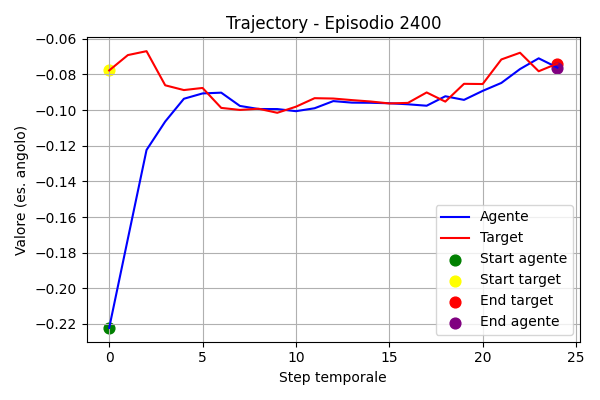 Trajectory - Episodio 2400
Valore (es. angolo)
−0.06
−0.08
−0.10
−0.12
−0.14
−0.16
−0.18
−0.20
−0.22
Agente
Target
Start agente
Start target
End target
End agente
0 5 10 15 20 25
Step temporale